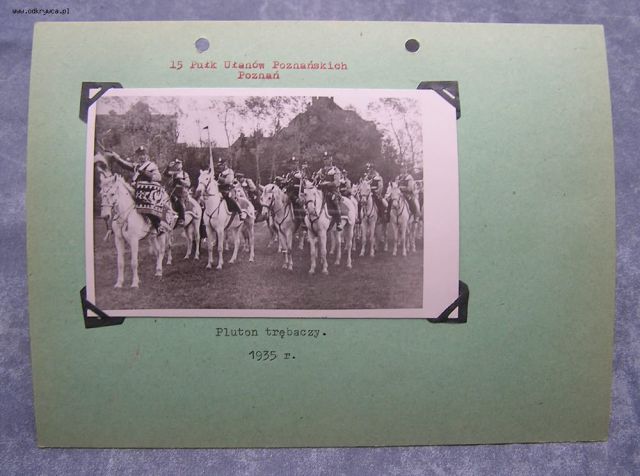 www.odkrywca.pl
15 Pułk Ułanów Poznańskich
Poznań
Pluton trębaczy.
1935 r.